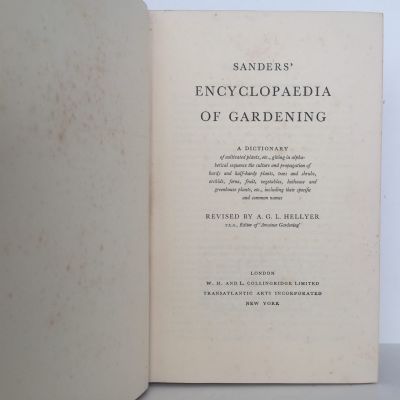 SANDERS'
ENCYCLOPAEDIA
OF GARDENING
A DICTIONARY
of cultivated plants, etc., giving in alpha-
betical sequence the culture and propagation of
hardy and half-hardy plants, trees and shrubs,
orchids, ferns, fruit, vegetables, hothouse and
greenhouse plants, etc., including their specific
and common names
REVISED BY A. G. L. HELLYER
F.L.S., Editor of "Amateur Gardening"
LONDON
W. H. AND L. COLLINGRIDGE LIMITED
TRANSATLANTIC ARTS INCORPORATED
NEW YORK